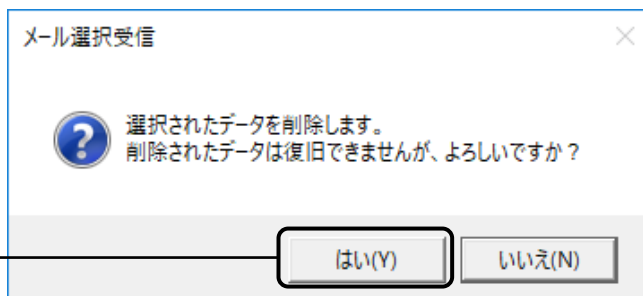 メール選択受信
選択されたデータを削除します。
削除されたデータは復旧できませんが、よろしいですか？
はい(Y)
いいえ(N)